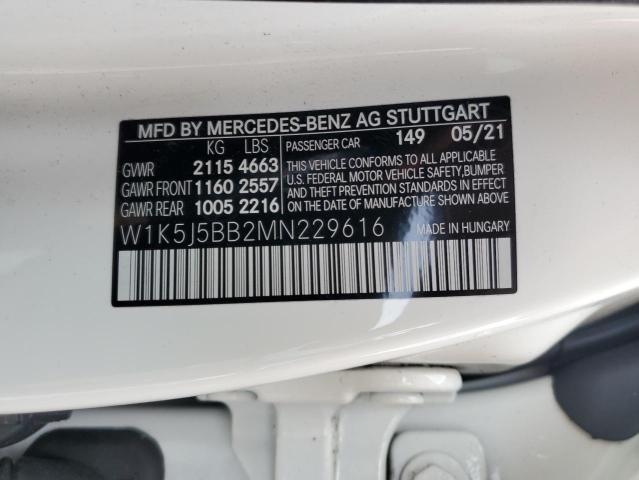 MFD BY MERCEDES-BENZ AG STUTTGART
KG LBS PASSENGER CAR 149 05/21
GVWR 2115 4663
GAWR FRONT 1160 2557
GAWR REAR 1005 2216
THIS VEHICLE CONFORMS TO ALL APPLICABLE
U.S. FEDERAL MOTOR VEHICLE SAFETY, BUMPER
AND THEFT PREVENTION STANDARDS IN EFFECT
ON THE DATE OF MANUFACTURE SHOWN ABOVE.
W1K5J5BB2MN229616 MADE IN HUNGARY